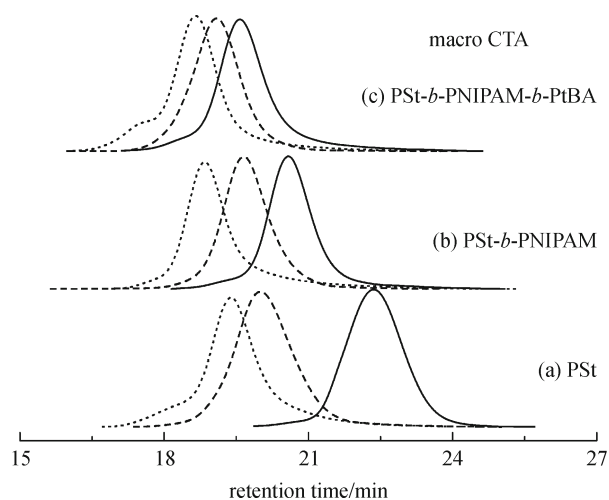 macro CTA
(c) PSt-b-PNIPAM-b-PtBA
(b) PSt-b-PNIPAM
(a) PSt
15 18 21 24 27
retention time/min